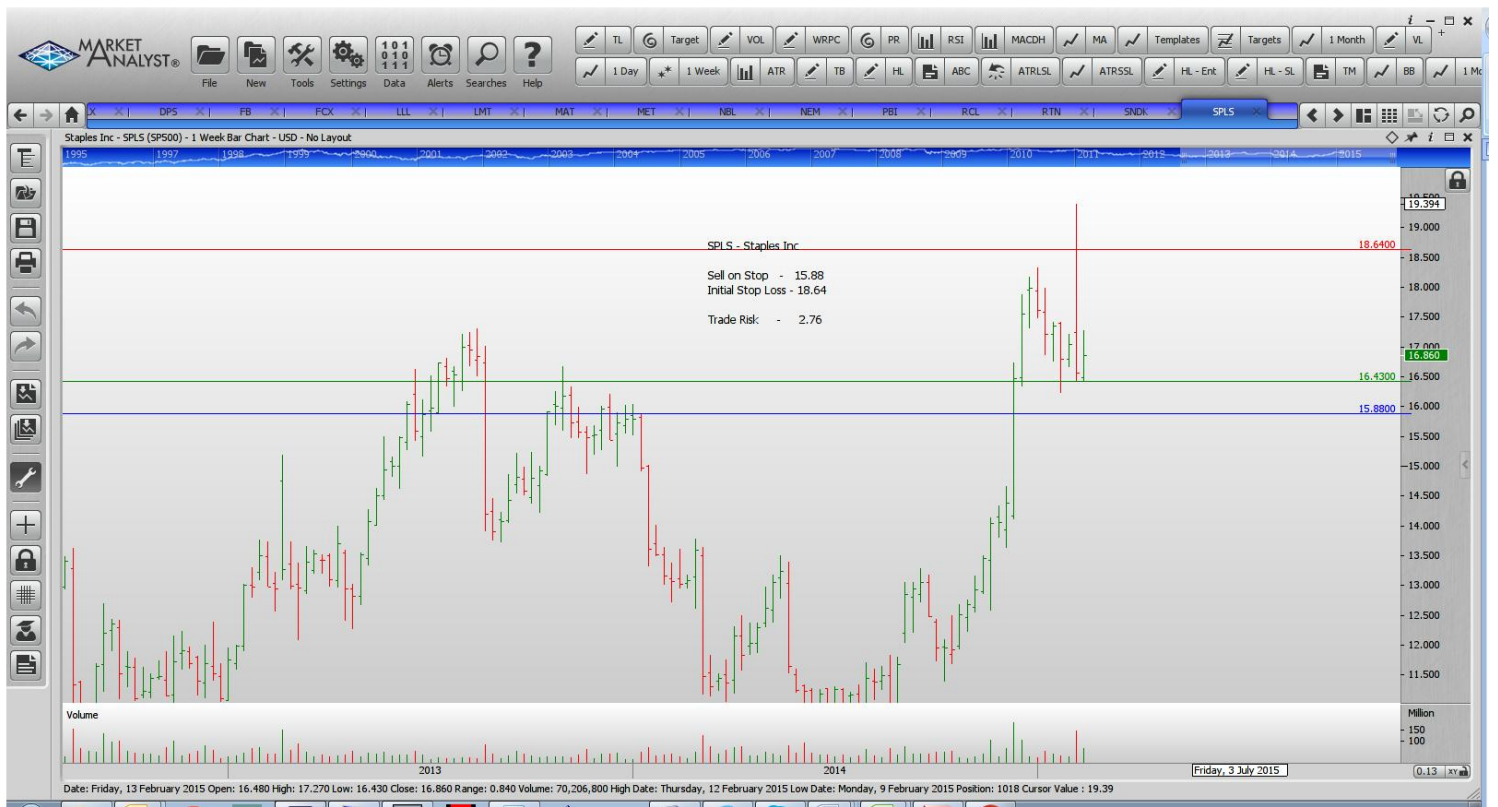 MARKET ANALYST®
File New Tools Settings Data Alerts Searches Help
TL Target VOL WRPC PR RSI MACDH MA Templates Targets 1 Month VL
1 Day 1 Week ATR TB HL ABC ATRLSL ATRSSL HL - Ent HL - SL TM BB
X DPS FB FCX LLL LMT MAT MET NBL NEM PBI RCL RTN SNDK SPLS
Staples Inc - SPLS (SP500) - 1 Week Bar Chart - USD - No Layout
1995 1997 1998 1999 2000 2001 2002 2003 2004 2005 2006 2007 2008 2009 2010 2011 2012 2013 2014 2015
19.500
19.394
19.000
SPLS - Staples Inc
18.6400
18.500
Sell on Stop - 15.88
Initial Stop Loss - 18.64
18.000
Trade Risk - 2.76
17.500
17.000
16.860
16.4300
16.500
15.8800
16.000
15.500
15.000
14.500
14.000
13.500
13.000
12.500
12.000
11.500
Volume
Million
150
100
2013 2014
Friday, 3 July 2015
0.13 XY
Date: Friday, 13 February 2015 Open: 16.480 High: 17.270 Low: 16.430 Close: 16.860 Range: 0.840 Volume: 70,206,800 High Date: Thursday, 12 February 2015 Low Date: Monday, 9 February 2015 Position: 1018 Cursor Value : 19.39